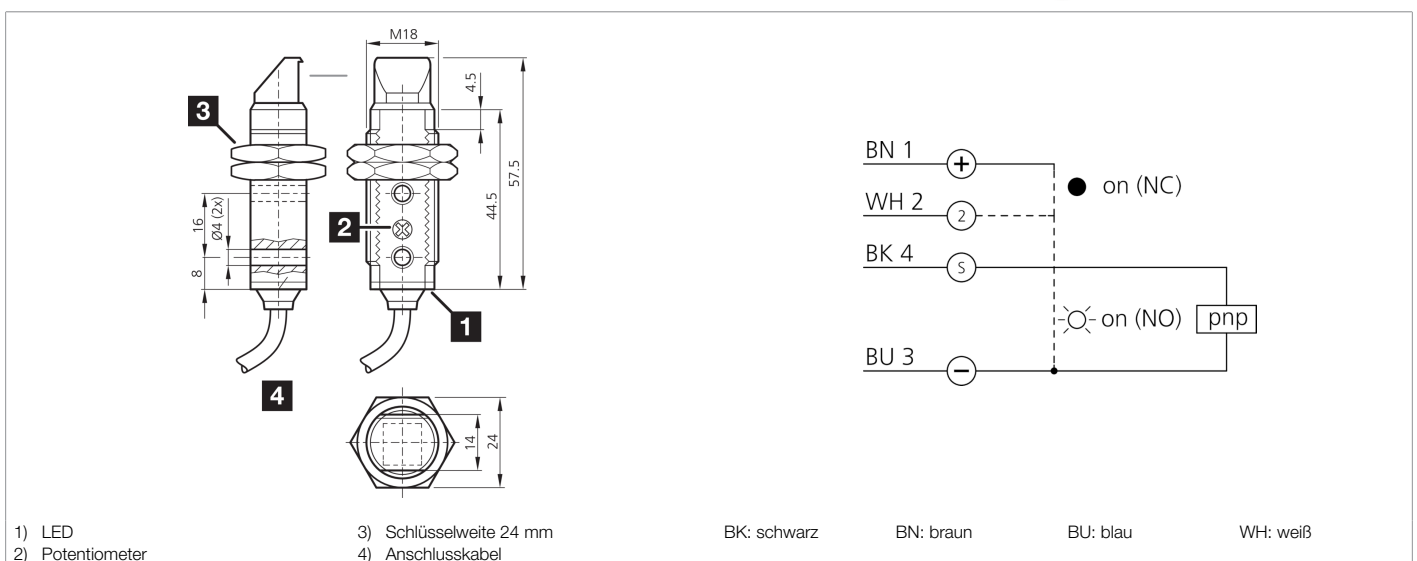 M18
4.5
3
57.5
44.5
16
Ø4 (2x)
2
8
1
4
14
24
BN 1
+
on (NC)
WH 2
2
BK 4
S
on (NO)
pnp
BU 3
−
1) LED
2) Potentiometer
3) Schlüsselweite 24 mm
4) Anschlusskabel
BK: schwarz
BN: braun
BU: blau
WH: weiß